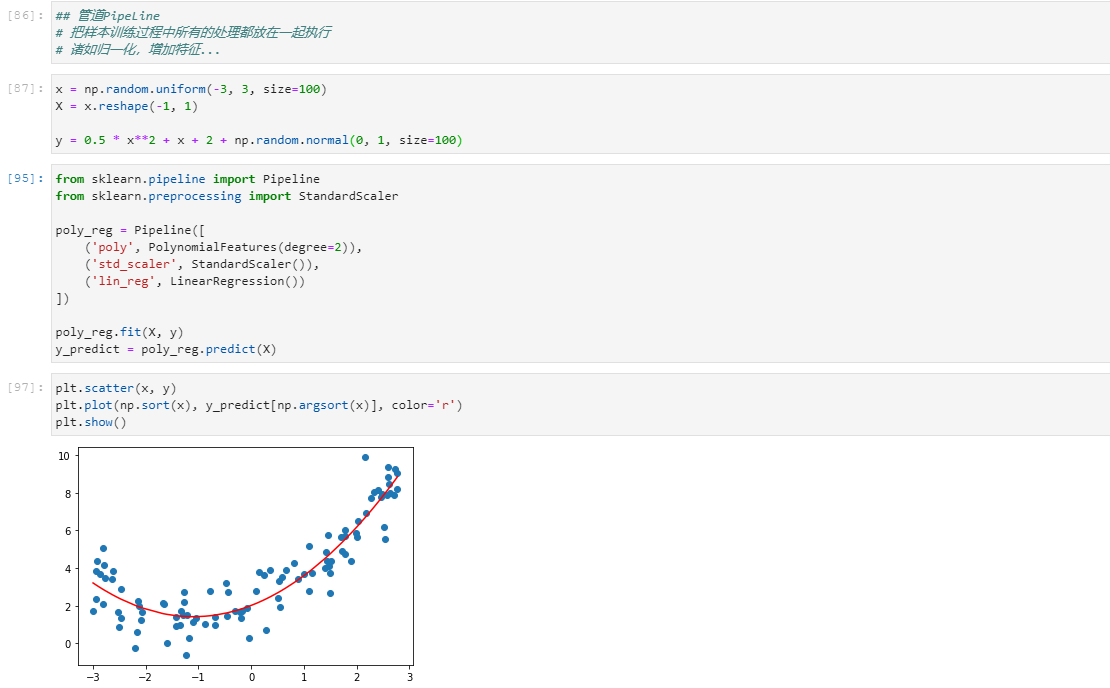 [86]:
## 管道PipeLine
# 把样本训练过程中所有的处理都放在一起执行
# 诸如归一化，增加特征...
[87]:
x = np.random.uniform(-3, 3, size=100)
X = x.reshape(-1, 1)
y = 0.5 * x**2 + x + 2 + np.random.normal(0, 1, size=100)
[95]:
from sklearn.pipeline import Pipeline
from sklearn.preprocessing import StandardScaler
poly_reg = Pipeline([
    ('poly', PolynomialFeatures(degree=2)),
    ('std_scaler', StandardScaler()),
    ('lin_reg', LinearRegression())
])
poly_reg.fit(X, y)
y_predict = poly_reg.predict(X)
[97]:
plt.scatter(x, y)
plt.plot(np.sort(x), y_predict[np.argsort(x)], color='r')
plt.show()
10
8
6
4
2
0
−3 −2 −1 0 1 2 3